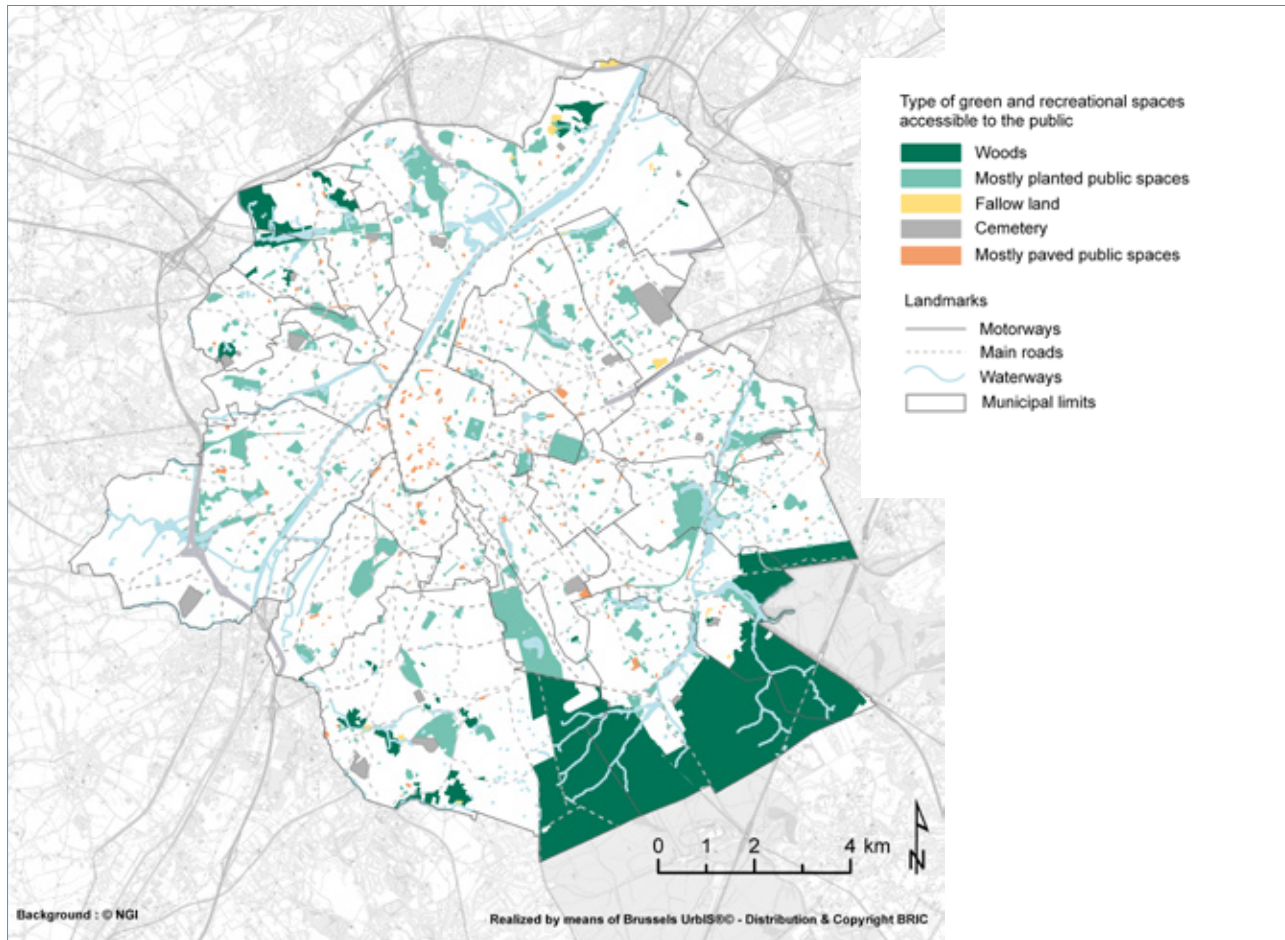 Type of green and recreational spaces
accessible to the public
Woods
Mostly planted public spaces
Fallow land
Cemetery
Mostly paved public spaces
Landmarks
Motorways
Main roads
Waterways
Municipal limits
0 1 2 4 km
N
Background : © NGI
Realized by means of Brussels UrbIS®© - Distribution & Copyright BRIC